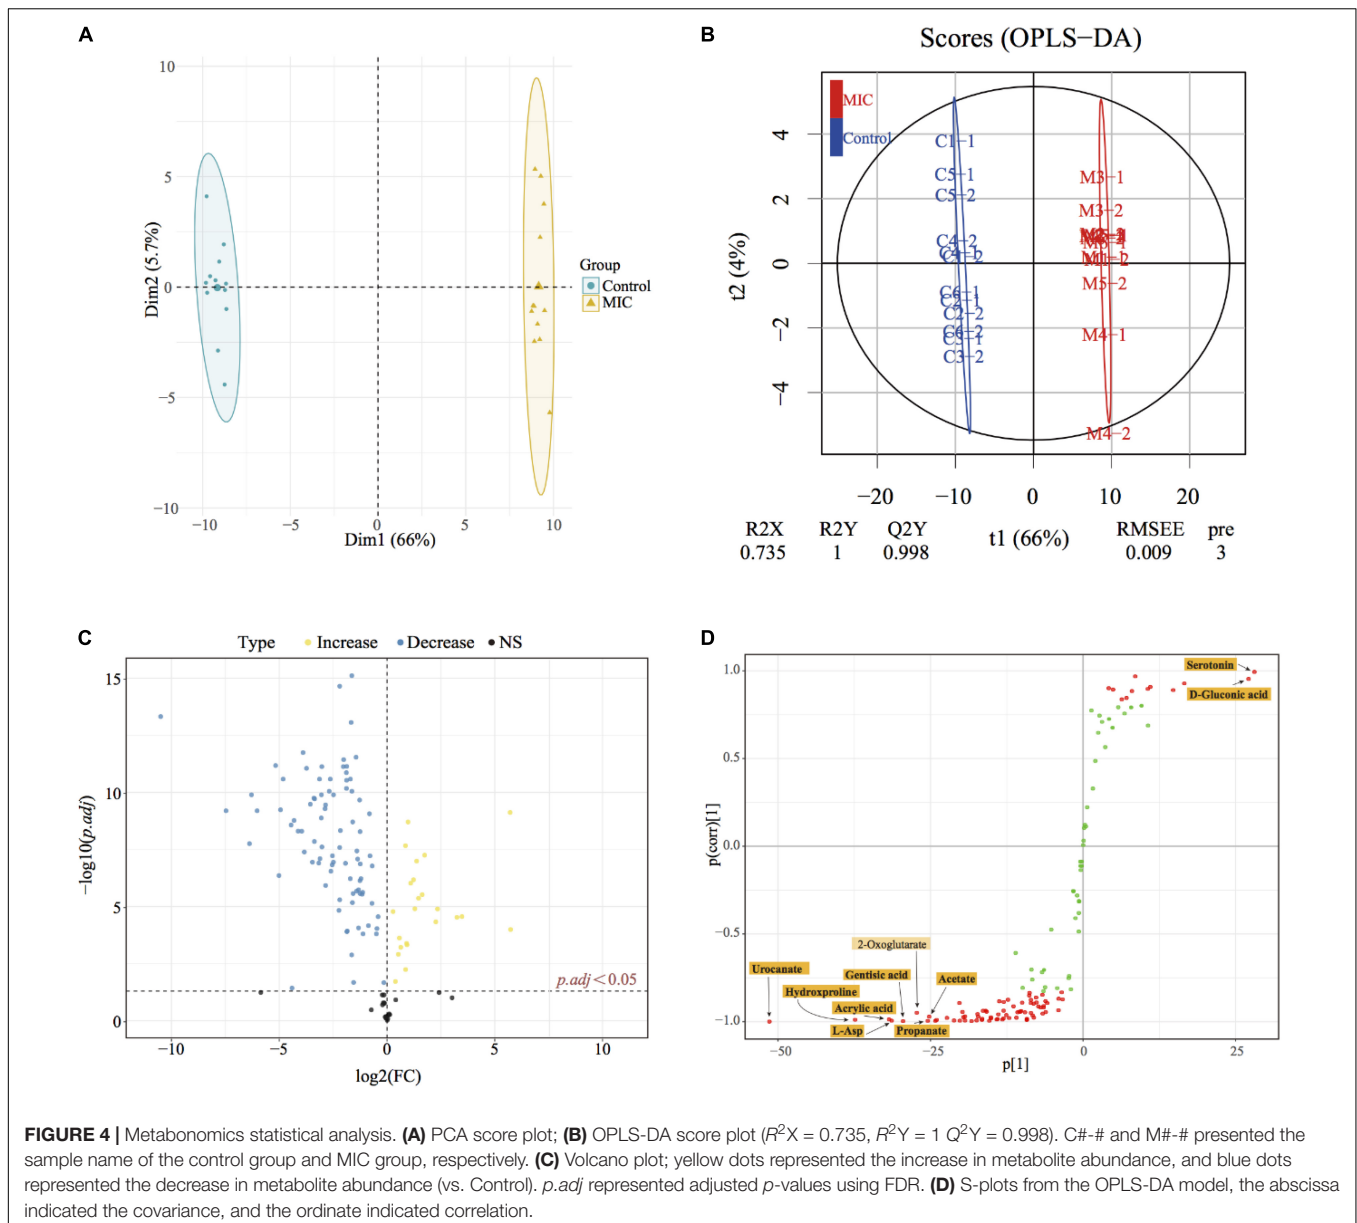 A
10
5
0
−5
−10
Dim2 (5.7%)
−10
−5
0
5
10
Dim1 (66%)
Group
Control
MIC
B
Scores (OPLS−DA)
MIC
Control
C1−1
C5−1
C5−2
C4−2
C6−1
C2−2
C3−2
M3−1
M3−2
M5−2
M4−1
M4−2
4
2
0
−2
−4
t2 (4%)
−20
−10
0
10
20
t1 (66%)
R2X R2Y Q2Y RMSEE pre
0.735 1 0.998 0.009 3
C
Type Increase Decrease NS
15
10
5
0
−log10(p.adj)
p.adj<0.05
−10
−5
0
5
10
log2(FC)
D
1.0
0.5
0.0
−0.5
−1.0
p(corr)[1]
Serotonin
D-Gluconic acid
2-Oxoglutarate
Urocanate
Gentisic acid
Acetate
Hydroxproline
Acrylic acid
L-Asp
Propanate
−50
−25
0
25
p[1]
FIGURE 4 | Metabonomics statistical analysis. (A) PCA score plot; (B) OPLS-DA score plot (R²X = 0.735, R²Y = 1 Q²Y = 0.998). C#-# and M#-# presented the
sample name of the control group and MIC group, respectively. (C) Volcano plot; yellow dots represented the increase in metabolite abundance, and blue dots
represented the decrease in metabolite abundance (vs. Control). p.adj represented adjusted p-values using FDR. (D) S-plots from the OPLS-DA model, the abscissa
indicated the covariance, and the ordinate indicated correlation.